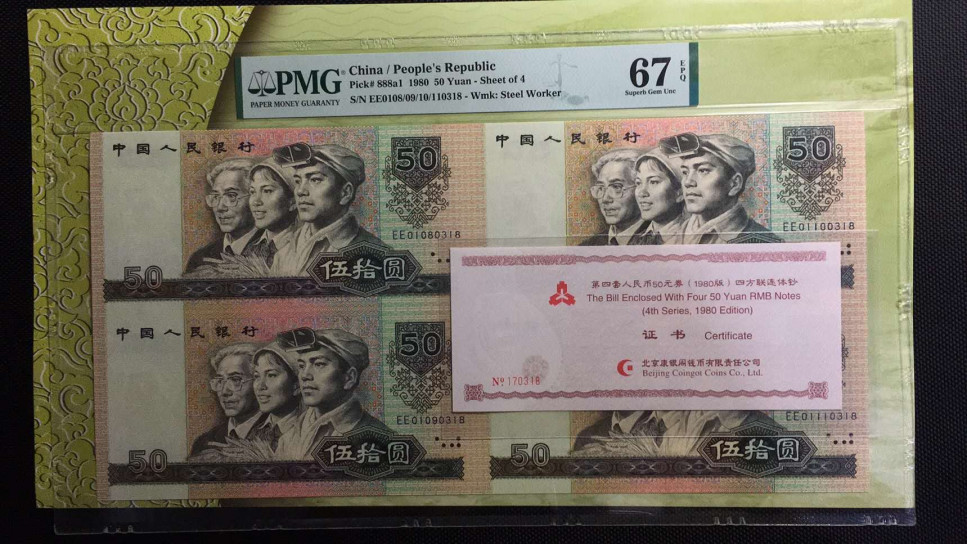 PMG
PAPER MONEY GUARANTY
China / People's Republic
Pick# 888a1 1980 50 Yuan - Sheet of 4
S/N EE0108/09/10/110318 - Wmk: Steel Worker
67 EPQ
Superb Gem Unc
中国人民银行
50
EE01080318
50
伍拾圆
中国人民银行
50
EE01100318
中国人民银行
50
EE01090318
50
伍拾圆
EE01110318
50
伍拾圆
第四套人民币50元券(1980版)四方联连体钞
The Bill Enclosed With Four 50 Yuan RMB Notes
(4th Series, 1980 Edition)
证书 Certificate
北京康银阁钱币有限责任公司
Beijing Coingot Coins Co., Ltd.
№ 170318